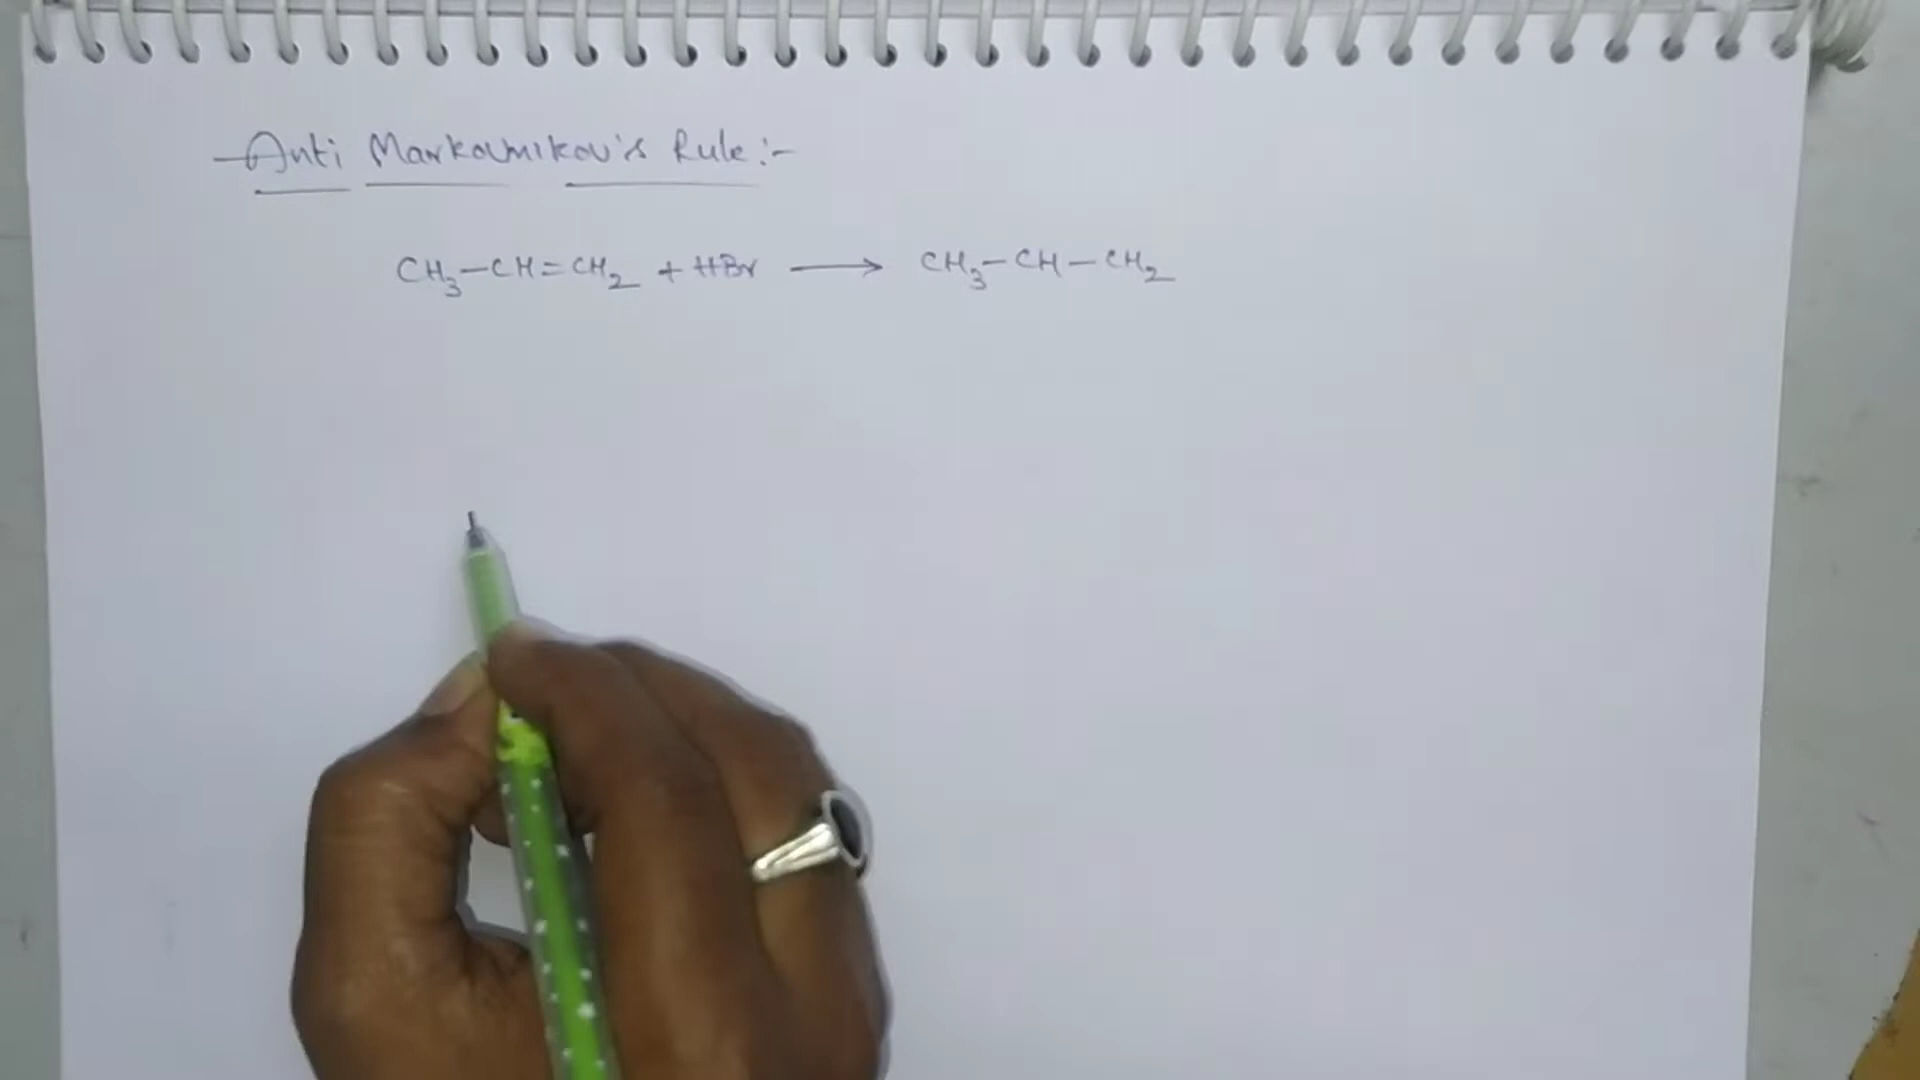 Anti Markovnikov's Rule:-
CH₃-CH=CH₂ + HBr ⟶ CH₃-CH-CH₂